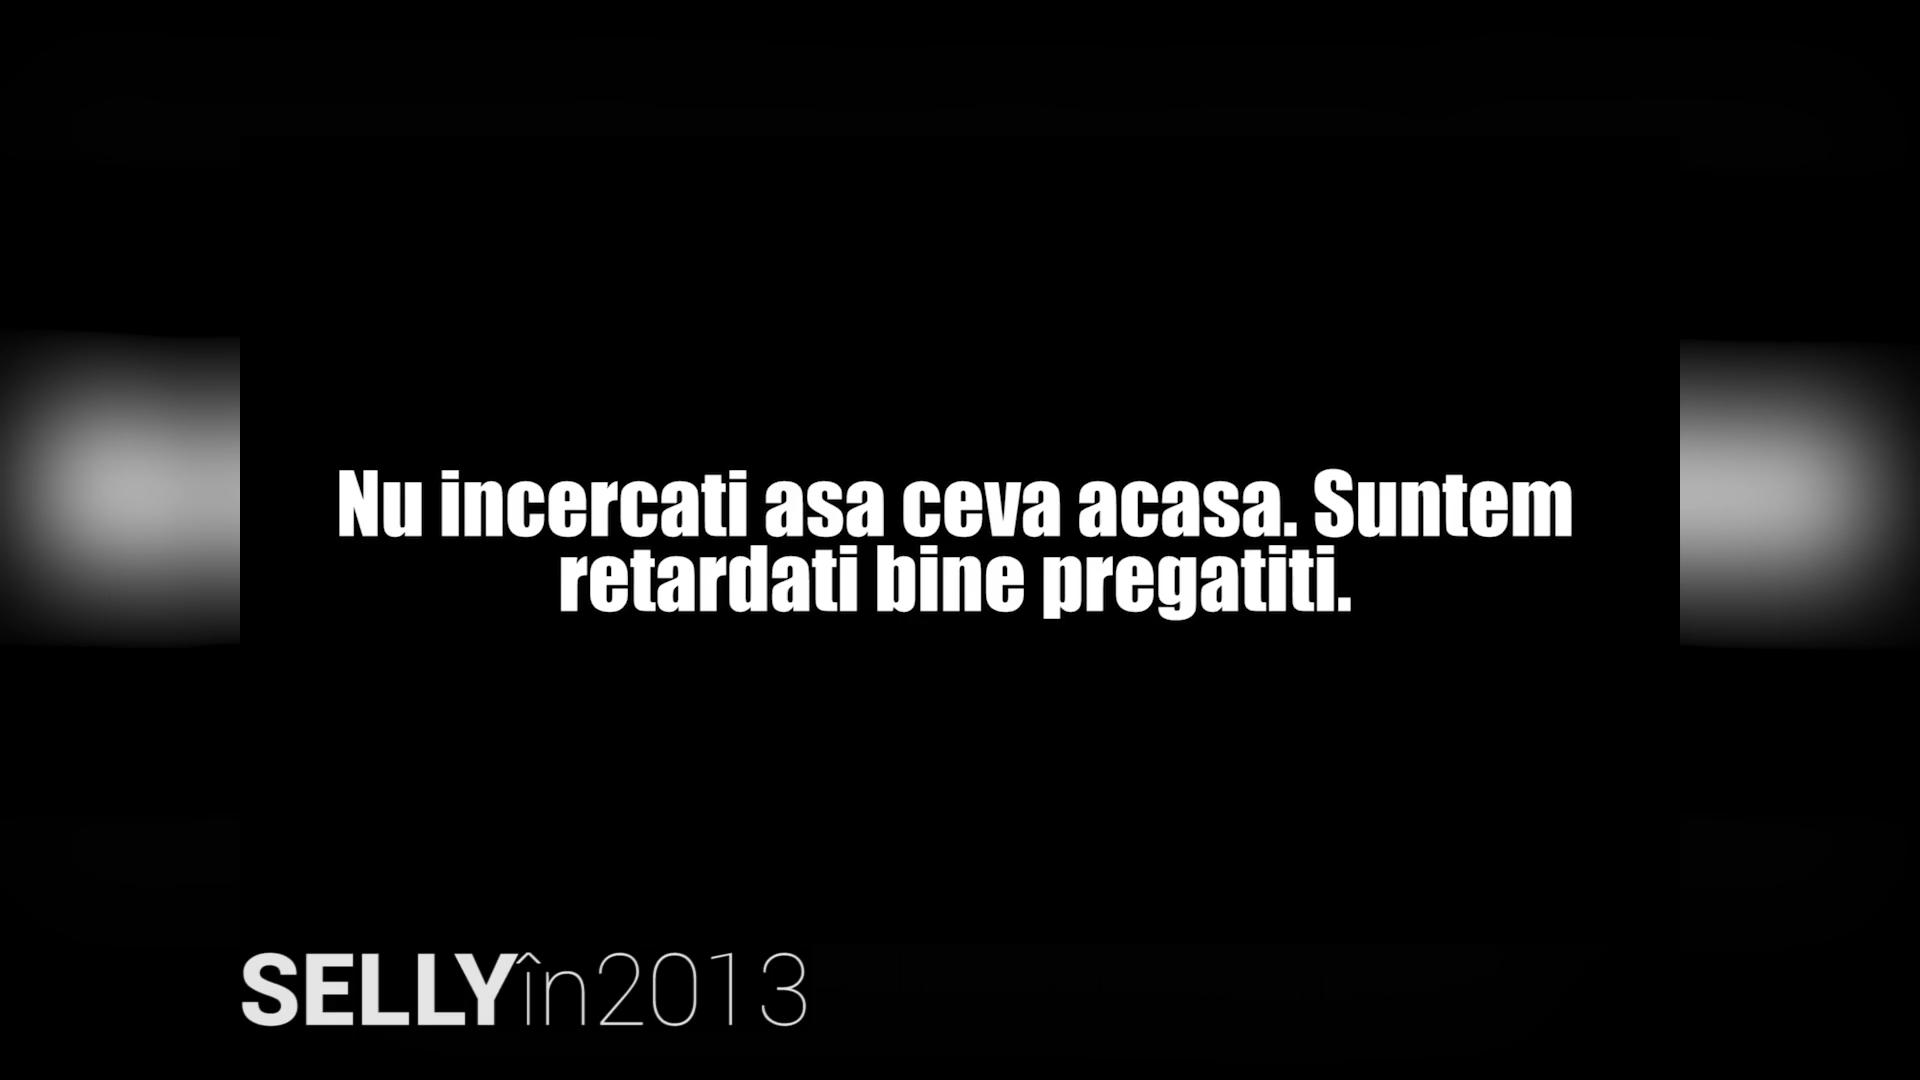 Nu incercati asa ceva acasa. Suntem
retardati bine pregatiti.
SELLYîn2013